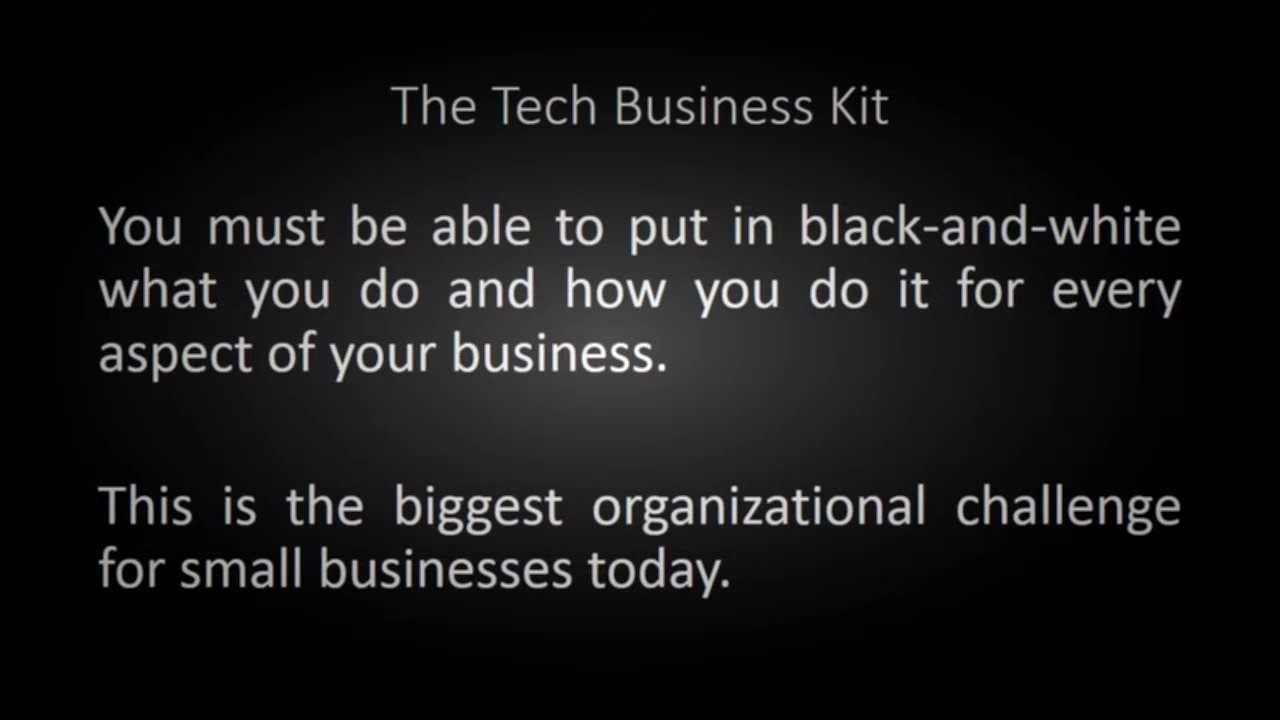 The Tech Business Kit
You must be able to put in black-and-white
what you do and how you do it for every
aspect of your business.
This is the biggest organizational challenge
for small businesses today.